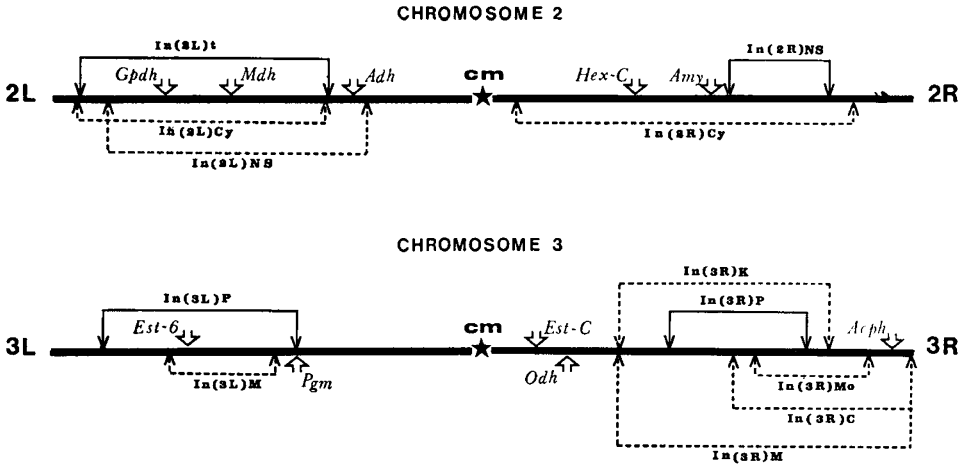 CHROMOSOME 2
In(2L)t
In(2R)NS
Gpdh Mdh Adh cm Hex-C Amy
2L 2R
In(2L)Cy In(2R)Cy
In(2L)NS
CHROMOSOME 3
In(3R)K
In(3L)P In(3R)P
Est-6 cm Est-C Acph
3L 3R
In(3L)M Pgm Odh In(3R)Mo
In(3R)C
In(3R)M